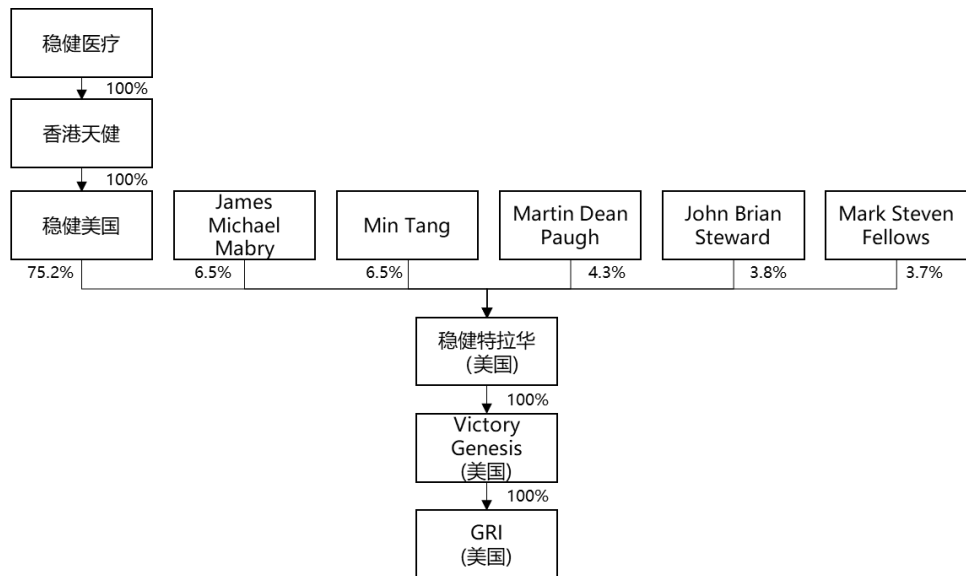 稳健医疗
100%
香港天健
100%
稳健美国
James
Michael
Mabry
Min Tang
Martin Dean
Paugh
John Brian
Steward
Mark Steven
Fellows
75.2%
6.5%
6.5%
4.3%
3.8%
3.7%
稳健特拉华
(美国)
100%
Victory
Genesis
(美国)
100%
GRI
(美国)